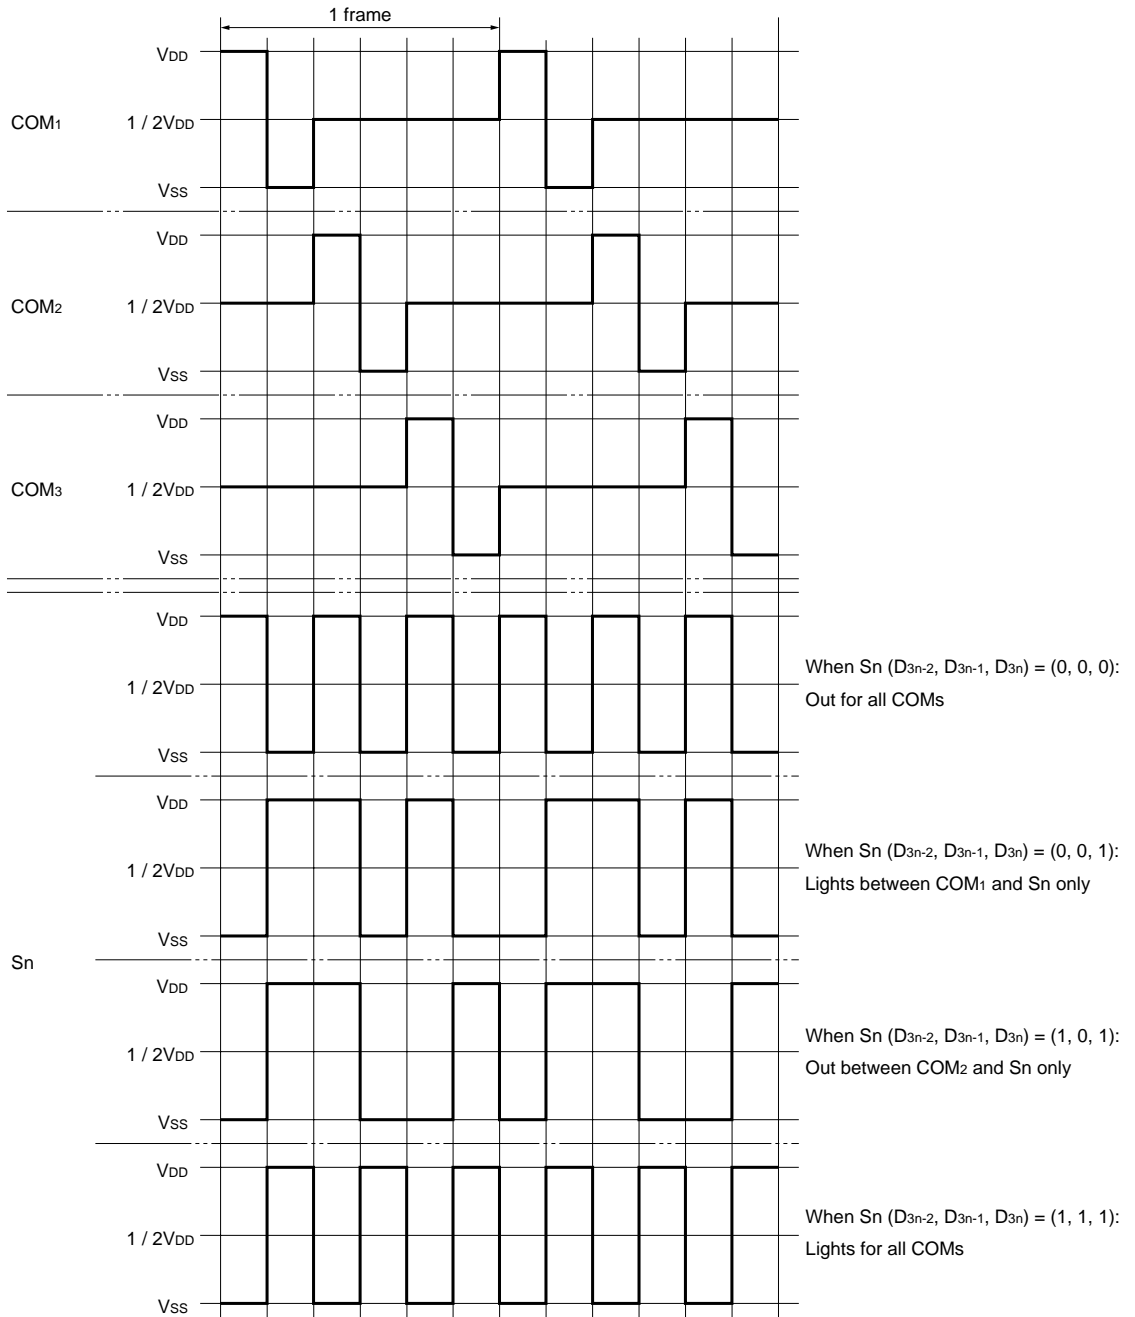 1 frame
VDD
COM1 1 / 2VDD
VSS
VDD
COM2 1 / 2VDD
VSS
VDD
COM3 1 / 2VDD
VSS
VDD
When Sn (D3n-2, D3n-1, D3n) = (0, 0, 0):
1 / 2VDD
Out for all COMs
VSS
VDD
When Sn (D3n-2, D3n-1, D3n) = (0, 0, 1):
1 / 2VDD
Lights between COM1 and Sn only
VSS
Sn
VDD
When Sn (D3n-2, D3n-1, D3n) = (1, 0, 1):
1 / 2VDD
Out between COM2 and Sn only
VSS
VDD
When Sn (D3n-2, D3n-1, D3n) = (1, 1, 1):
1 / 2VDD
Lights for all COMs
VSS